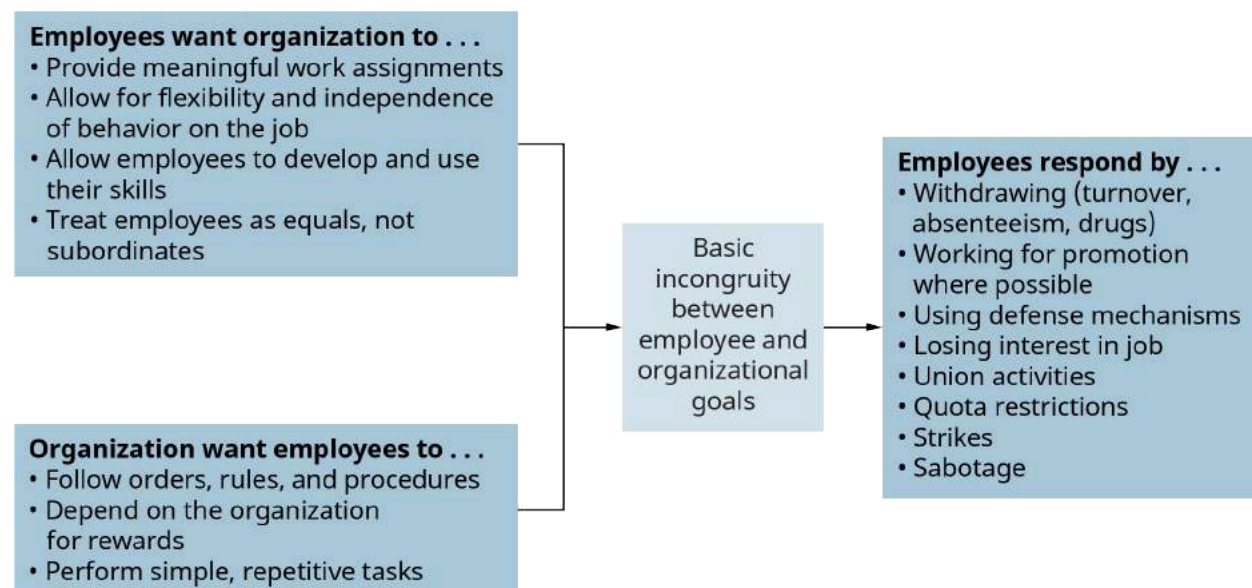 Employees want organization to . . .
• Provide meaningful work assignments
• Allow for flexibility and independence
of behavior on the job
• Allow employees to develop and use
their skills
• Treat employees as equals, not
subordinates
Organization want employees to . . .
• Follow orders, rules, and procedures
• Depend on the organization
for rewards
• Perform simple, repetitive tasks
Basic
incongruity
between
employee and
organizational
goals
Employees respond by . . .
• Withdrawing (turnover,
absenteeism, drugs)
• Working for promotion
where possible
• Using defense mechanisms
• Losing interest in job
• Union activities
• Quota restrictions
• Strikes
• Sabotage